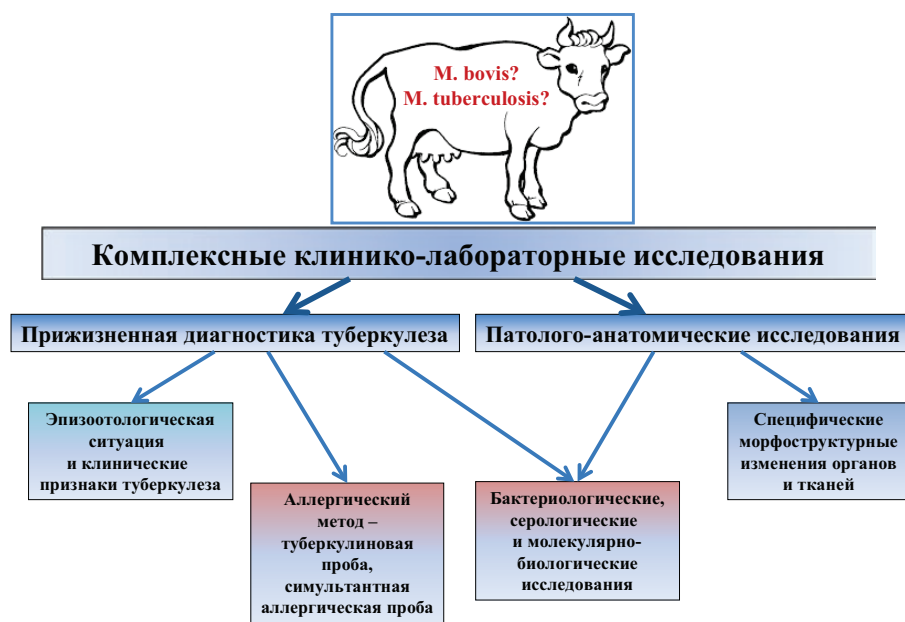 M. bovis?
M. tuberculosis?
Комплексные клинико-лабораторные исследования
Прижизненная диагностика туберкулеза
Патолого-анатомические исследования
Эпизоотологическая
ситуация
и клинические
признаки туберкулеза
Аллергический
метод –
туберкулиновая
проба,
симультантная
аллергическая проба
Бактериологические,
серологические
и молекулярно-
биологические
исследования
Специфические
морфоструктурные
изменения органов
и тканей